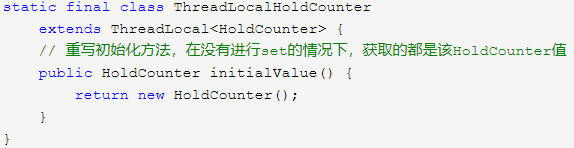 static final class ThreadLocalHoldCounter
    extends ThreadLocal<HoldCounter> {
    // 重写初始化方法，在没有进行set的情况下，获取的都是该HoldCounter值
    public HoldCounter initialValue() {
        return new HoldCounter();
    }
}